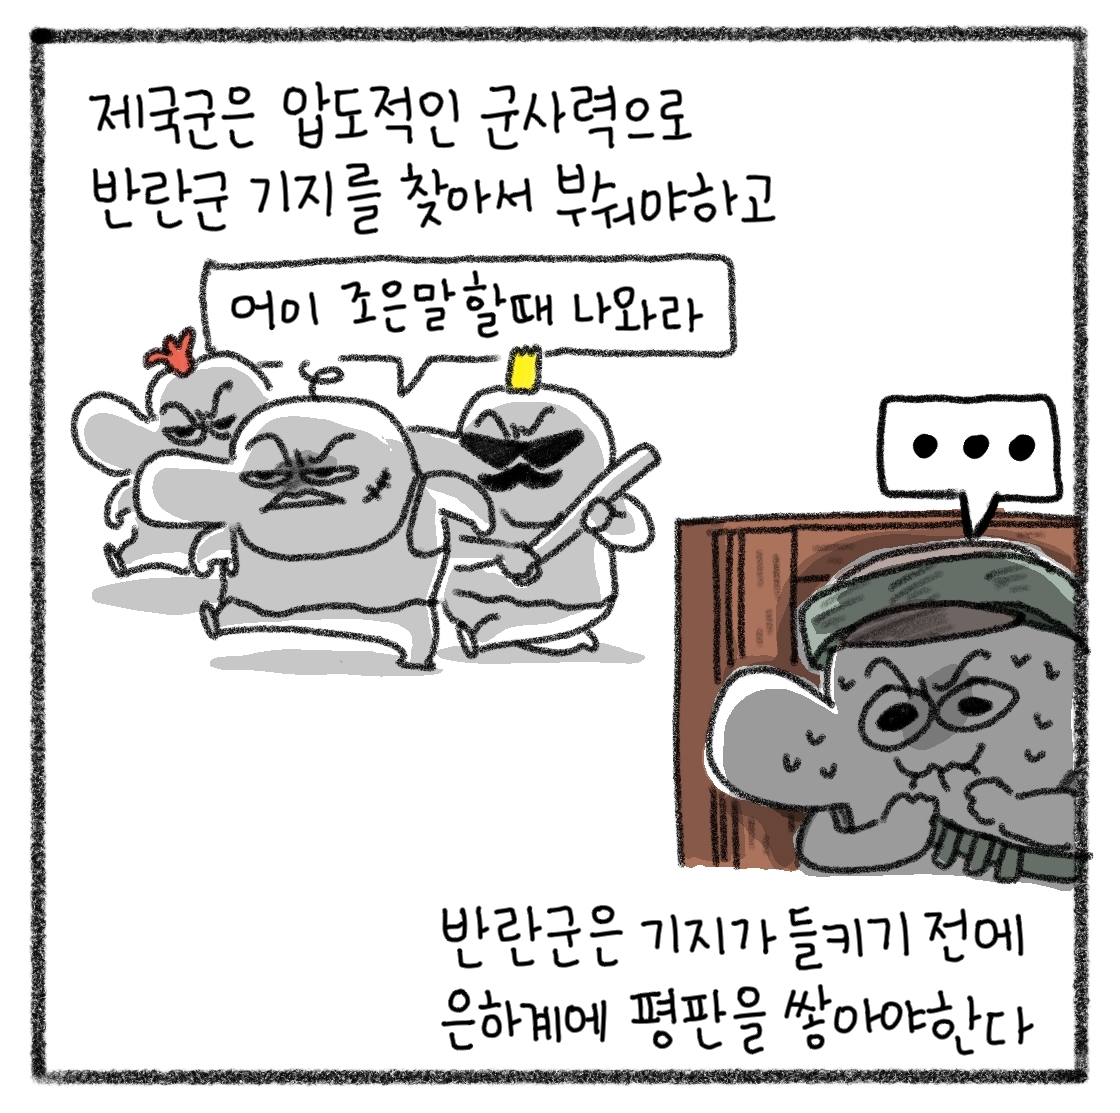 제국군은 압도적인 군사력으로
반란군 기지를 찾아서 부숴야하고
어이 조은말할때 나와라
● ● ●
반란군은 기지가 들키기 전에
은하계에 평판을 쌓아야한다